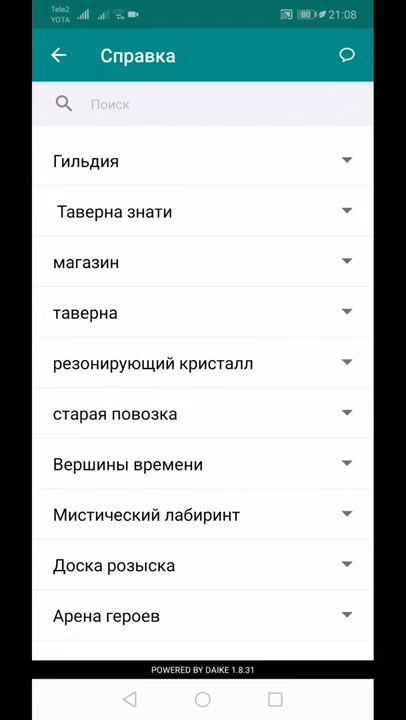 Tele2
YOTA
80
21:08
Справка
Поиск
Гильдия
Таверна знати
магазин
таверна
резонирующий кристалл
старая повозка
Вершины времени
Мистический лабиринт
Доска розыска
Арена героев
POWERED BY DAIKE 1.8.31